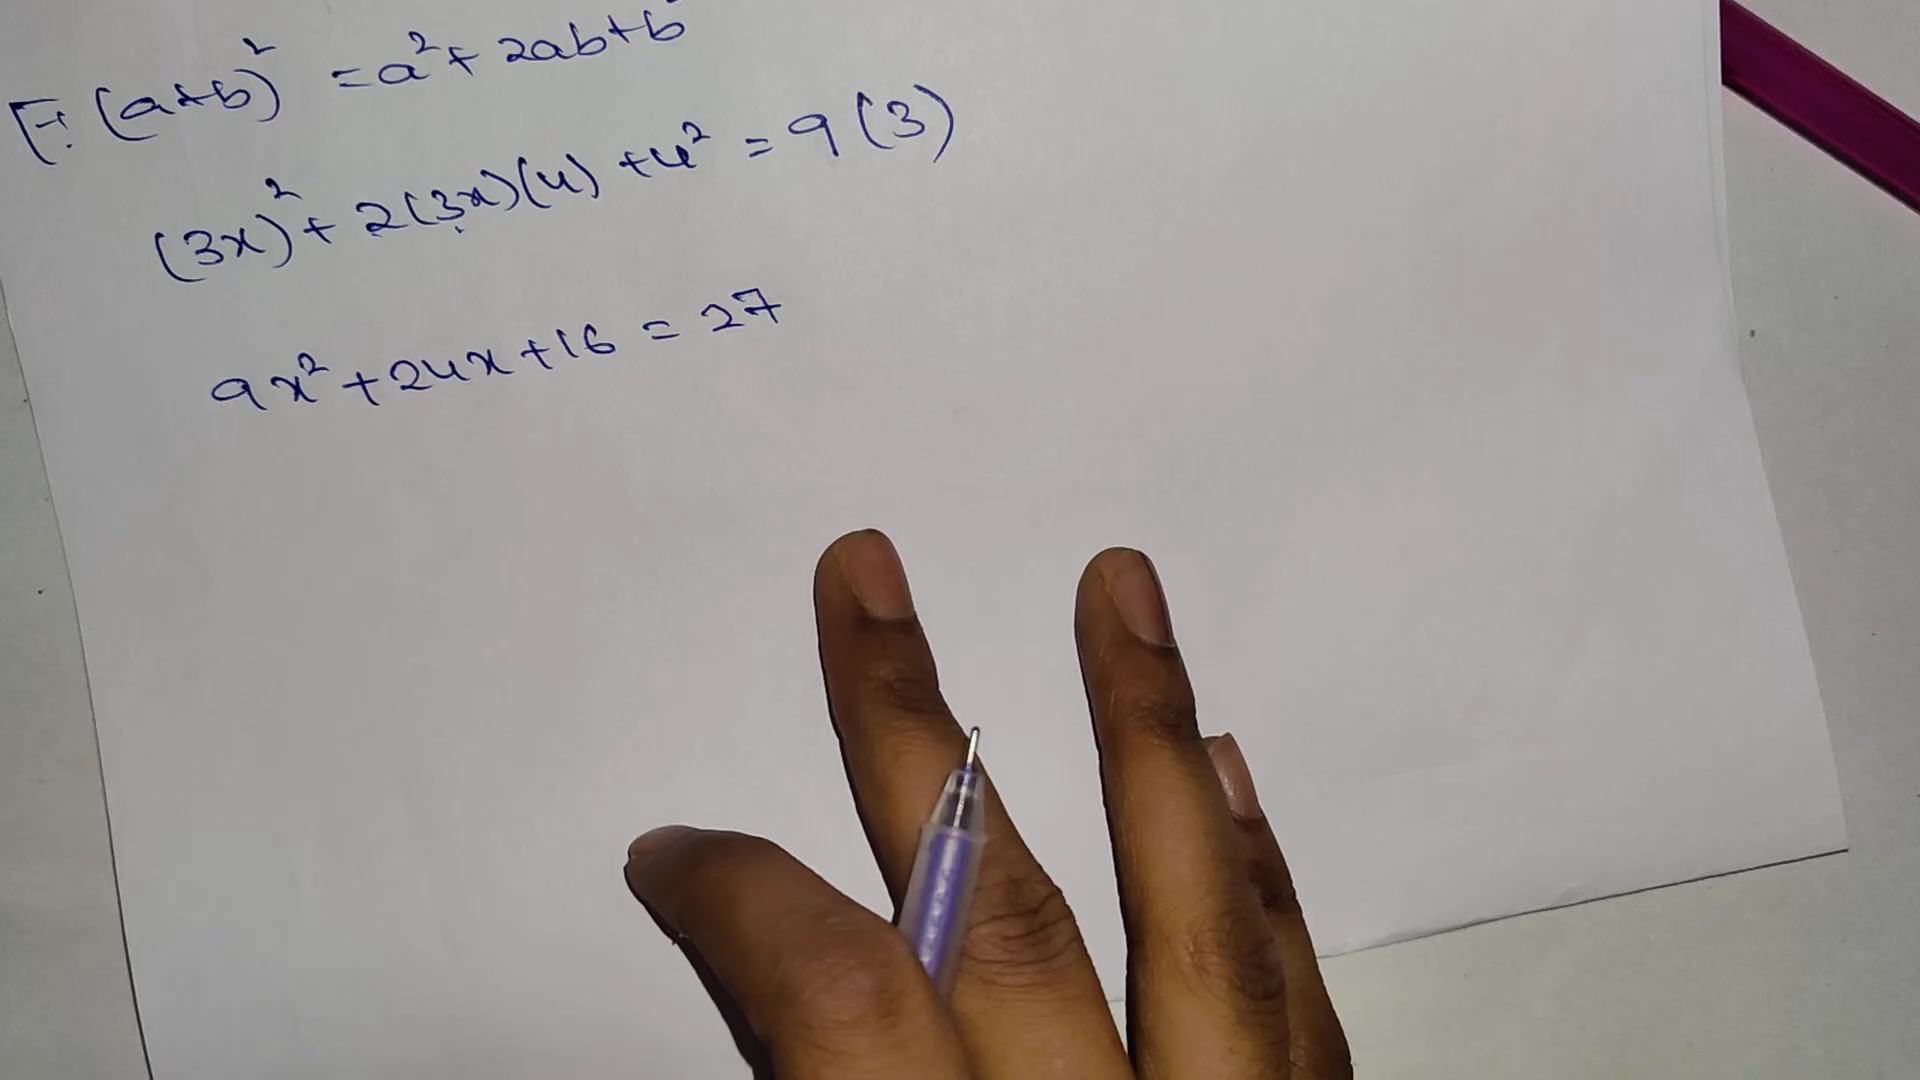 [∵ (a+b)² = a² + 2ab+b
(3x)² + 2(3x)(4) +4² = 9(3)
9x² + 24x + 16 = 27